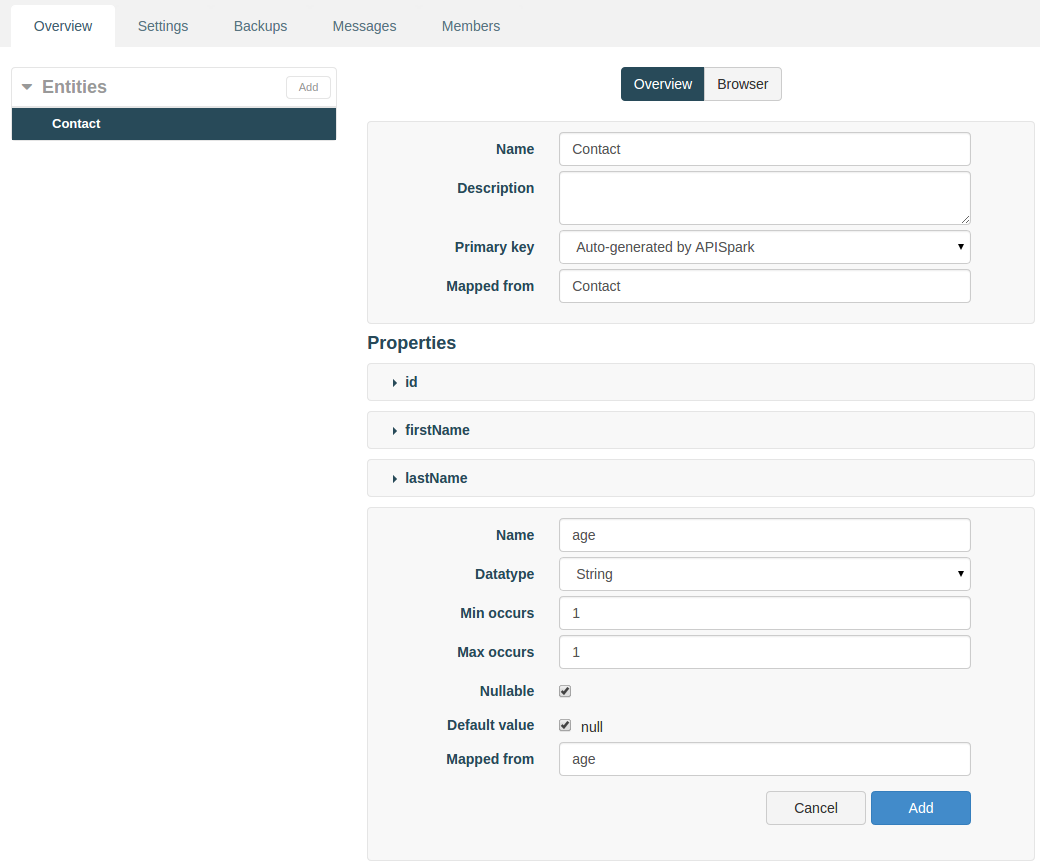 Overview Settings Backups Messages Members
Entities Add
Contact
Overview Browser
Name Contact
Description
Primary key Auto-generated by APISpark
Mapped from Contact
Properties
id
firstName
lastName
Name age
Datatype String
Min occurs 1
Max occurs 1
Nullable
Default value null
Mapped from age
Cancel Add